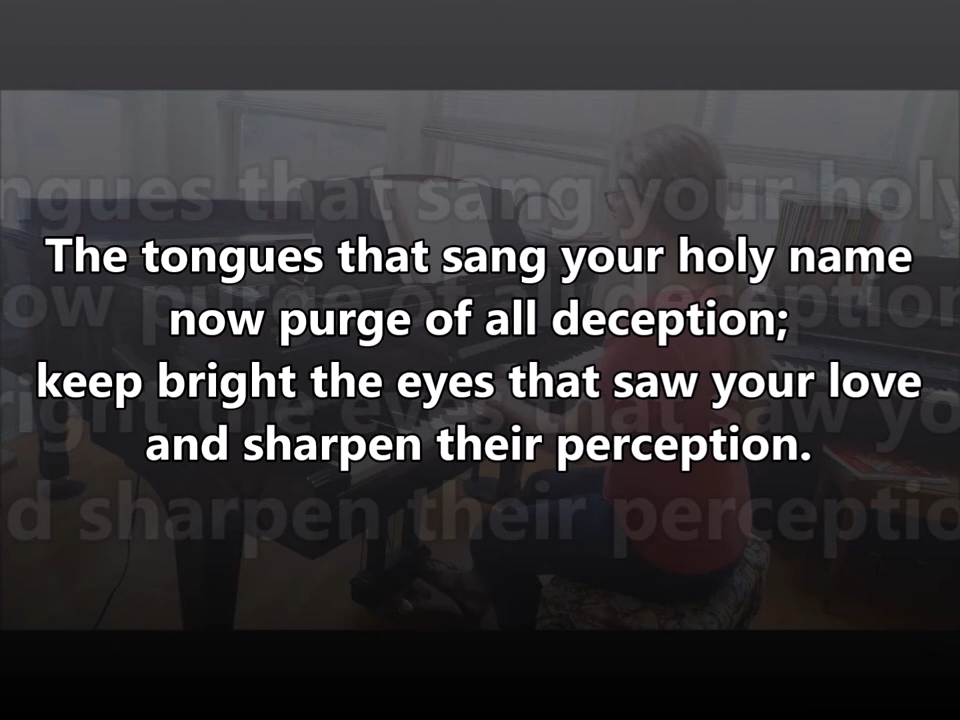 The tongues that sang your holy name
now purge of all deception;
keep bright the eyes that saw your love
and sharpen their perception.